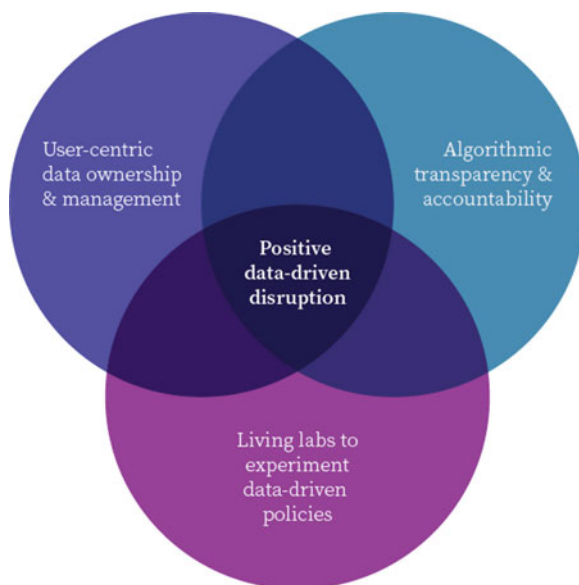 User-centric
data ownership
& management
Algorithmic
transparency &
accountability
Positive
data-driven
disruption
Living labs to
experiment
data-driven
policies